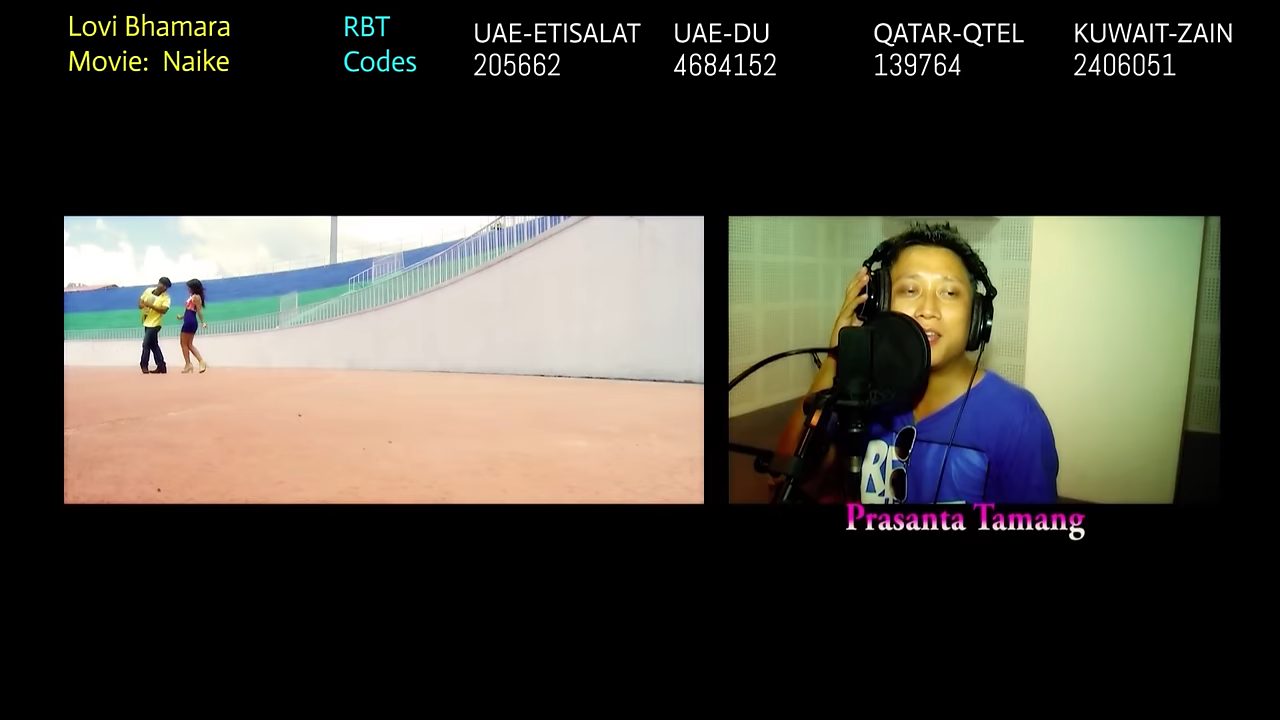 Lovi Bhamara
Movie: Naike
RBT
Codes
UAE-ETISALAT
205662
UAE-DU
4684152
QATAR-QTEL
139764
KUWAIT-ZAIN
2406051
Prasanta Tamang